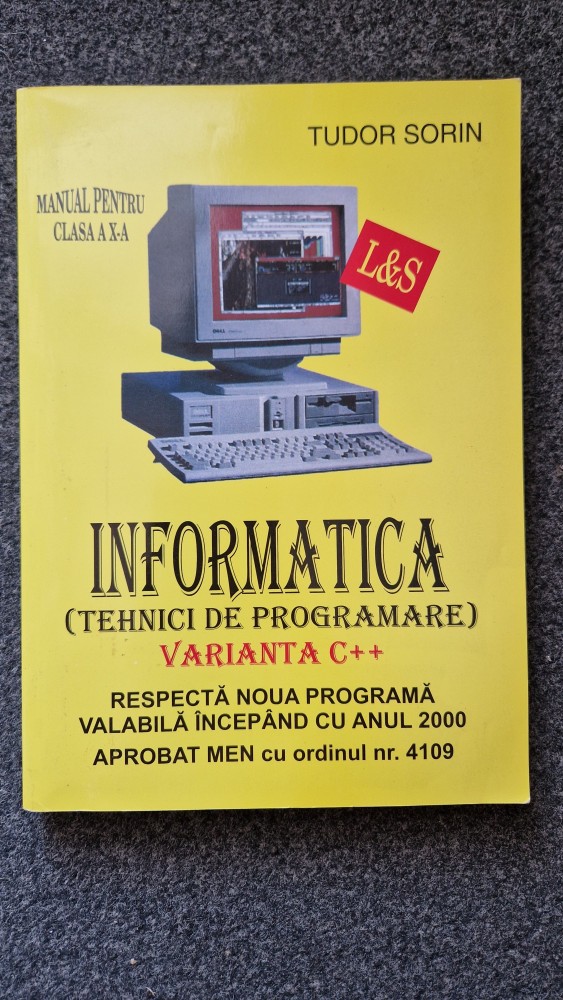 TUDOR SORIN
MANUAL PENTRU
CLASA A X-A
L&S
DELL
INFORMATICA
(TEHNICI DE PROGRAMARE)
VARIANTA C++
RESPECTĂ NOUA PROGRAMĂ
VALABILĂ ÎNCEPÂND CU ANUL 2000
APROBAT MEN cu ordinul nr. 4109